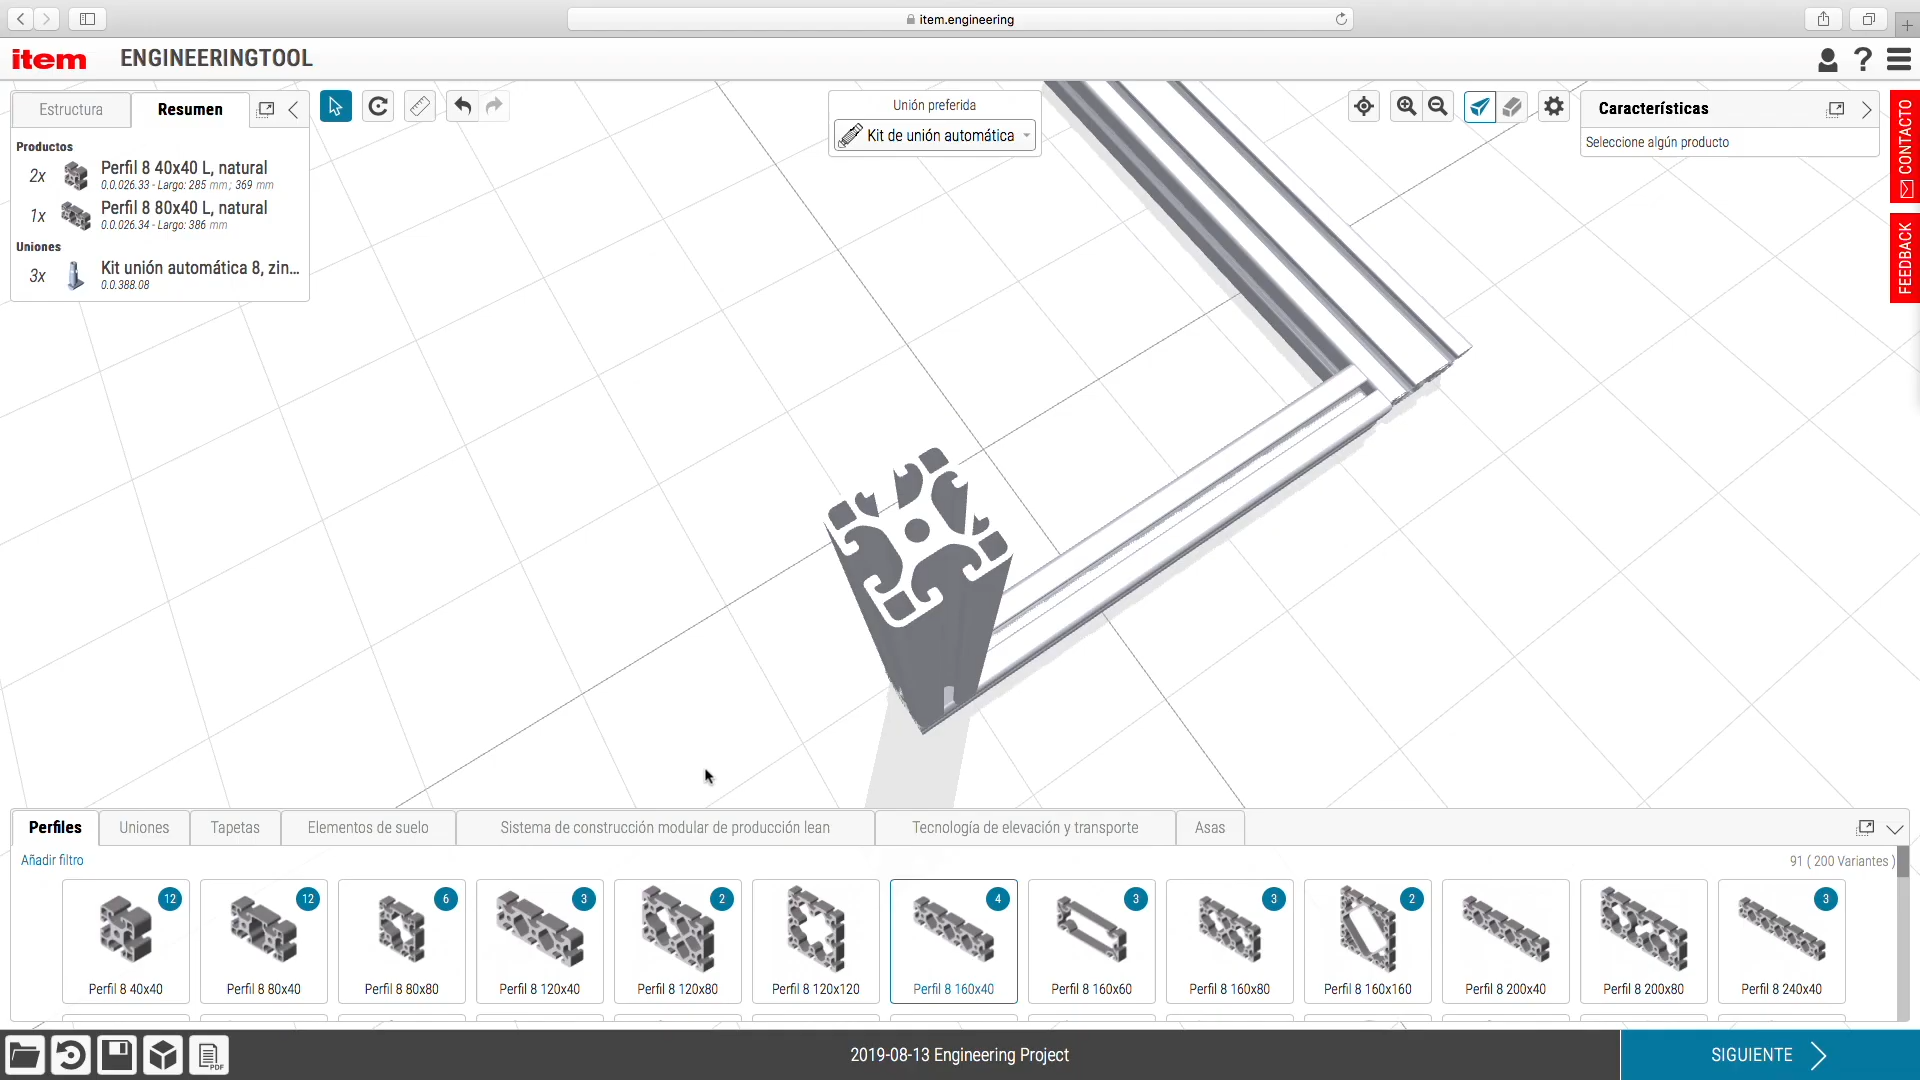 item.engineering
item ENGINEERINGTOOL
Estructura
Resumen
Productos
2x Perfil 8 40x40 L, natural
0.0.026.33 - Largo: 285 mm; 369 mm
1x Perfil 8 80x40 L, natural
0.0.026.34 - Largo: 386 mm
Uniones
3x Kit unión automática 8, zin...
0.0.388.08
Unión preferida
Kit de unión automática
Características
Seleccione algún producto
CONTACTO
FEEDBACK
Perfiles
Uniones
Tapetas
Elementos de suelo
Sistema de construcción modular de producción lean
Tecnología de elevación y transporte
Asas
Añadir filtro
91 ( 200 Variantes )
12
12
6
3
2
4
3
3
2
3
Perfil 8 40x40
Perfil 8 80x40
Perfil 8 80x80
Perfil 8 120x40
Perfil 8 120x80
Perfil 8 120x120
Perfil 8 160x40
Perfil 8 160x60
Perfil 8 160x80
Perfil 8 160x160
Perfil 8 200x40
Perfil 8 200x80
Perfil 8 240x40
PDF
2019-08-13 Engineering Project
SIGUIENTE